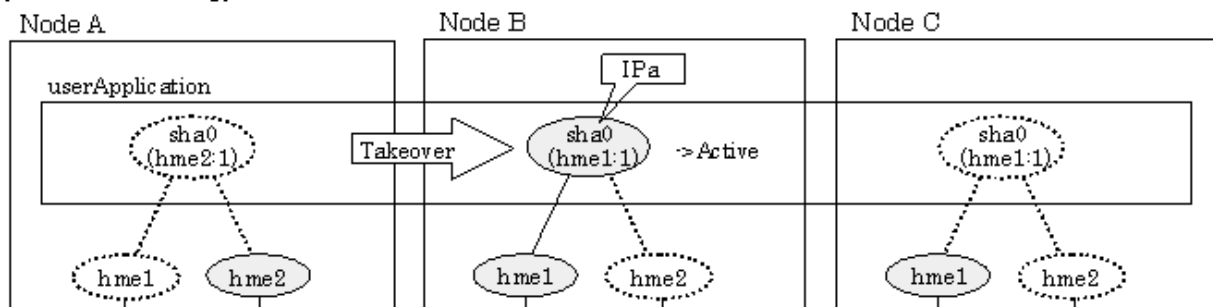 Node A Node B Node C
IPa
userApplication
sha0 sha0 sha0
(hme2:1) Takeover (hme1:1) ->Active (hme1:1)
hme1 hme2 hme1 hme2 hme1 hme2